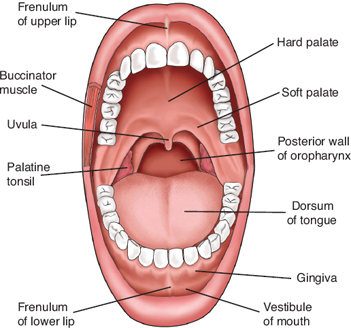 Frenulum
of upper lip
Hard palate
Buccinator
muscle
Soft palate
Uvula
Posterior wall
of oropharynx
Palatine
tonsil
Dorsum
of tongue
Gingiva
Frenulum
of lower lip
Vestibule
of mouth